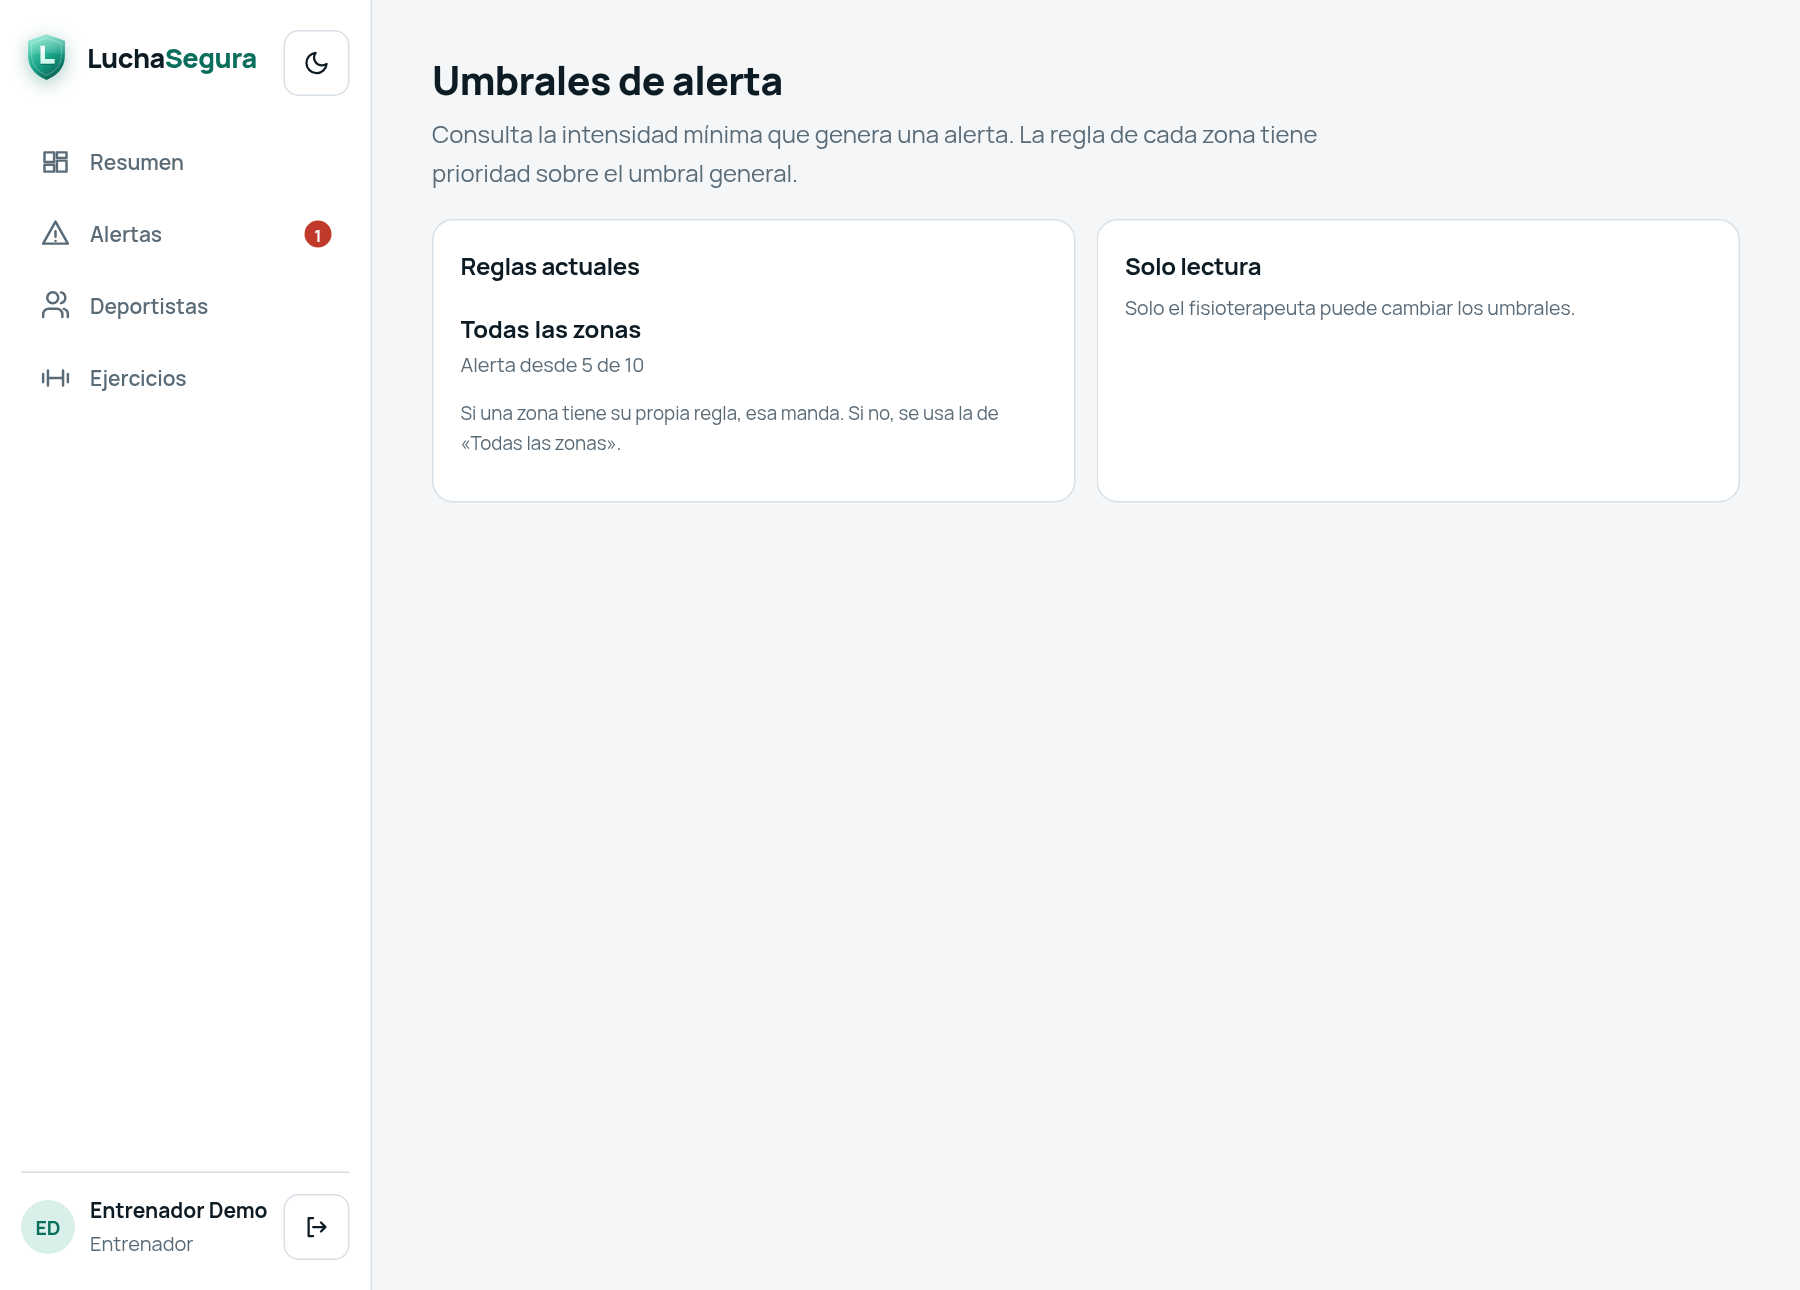 LuchaSegura
Resumen
Alertas
1
Deportistas
Ejercicios
Entrenador Demo
ED
Entrenador
Umbrales de alerta
Consulta la intensidad mínima que genera una alerta. La regla de cada zona tiene
prioridad sobre el umbral general.
Reglas actuales
Todas las zonas
Alerta desde 5 de 10
Si una zona tiene su propia regla, esa manda. Si no, se usa la de
«Todas las zonas».
Solo lectura
Solo el fisioterapeuta puede cambiar los umbrales.